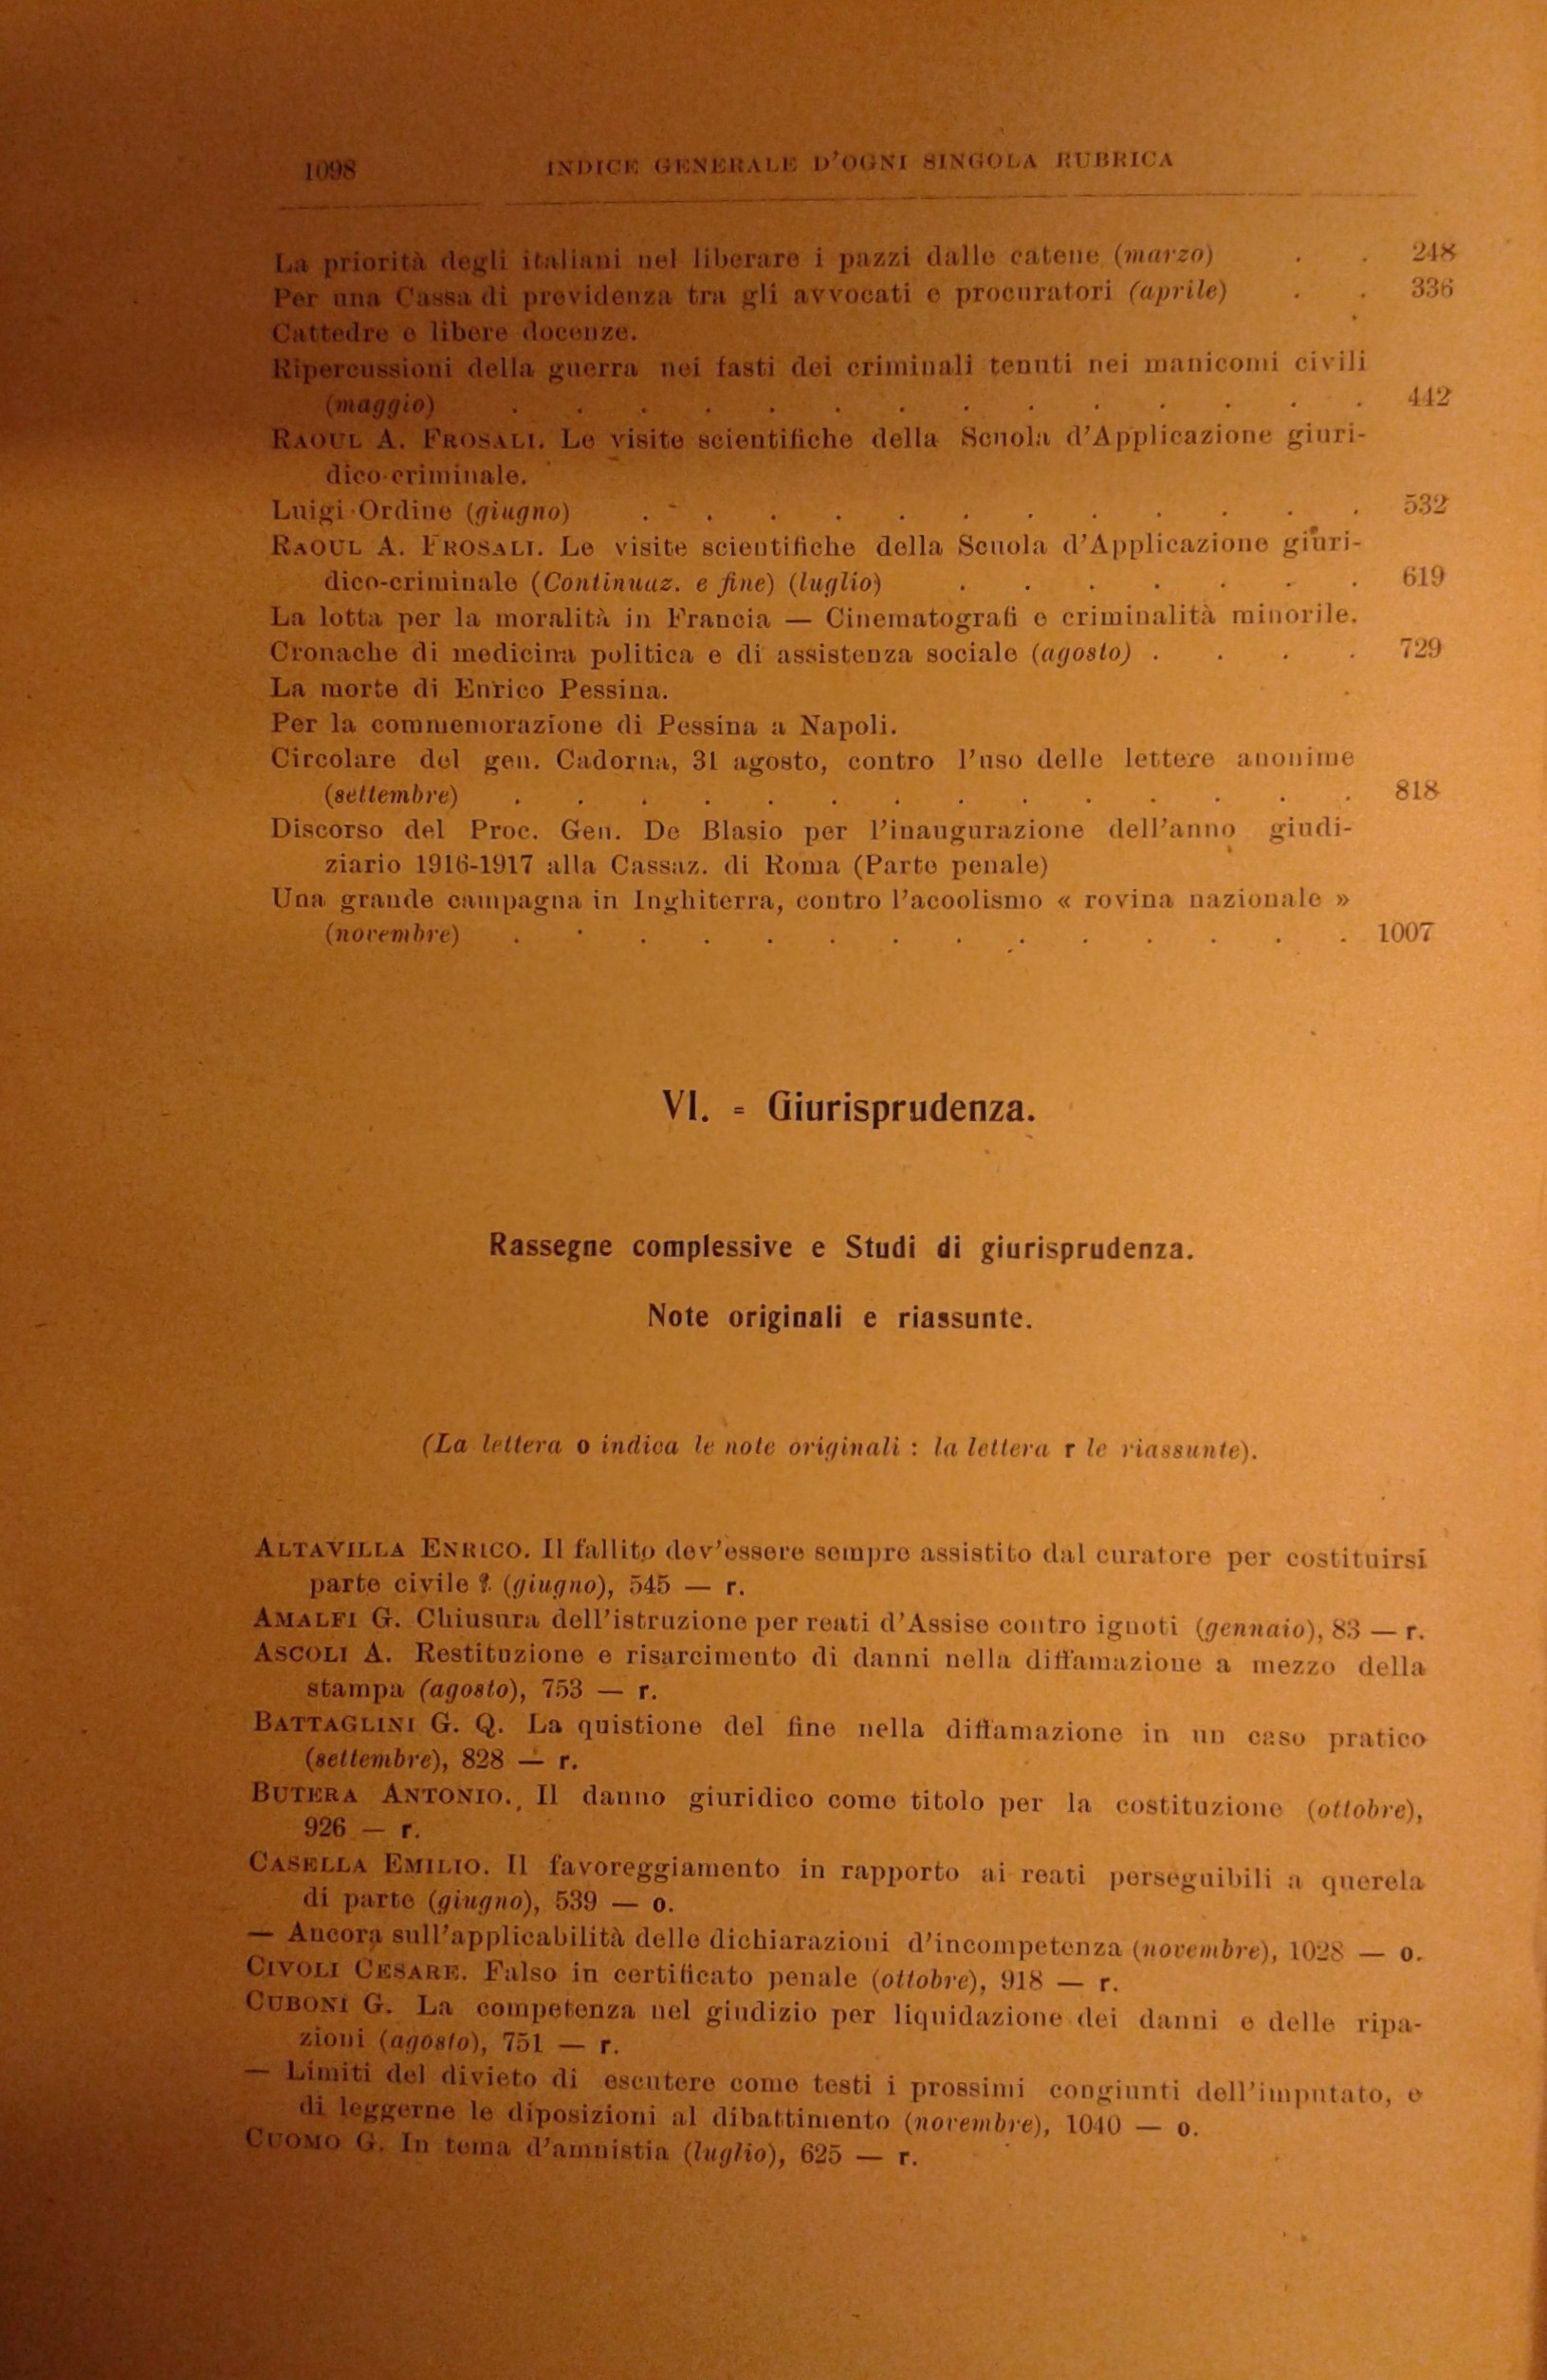 1098 INDICE GENERALE D'OGNI SINGOLA RUBRICA
La priorità degli italiani nel liberare i pazzi dalle catene (marzo) . . 248
Per una Cassa di previdenza tra gli avvocati e procuratori (aprile) . . 336
Cattedre e libere docenze.
Ripercussioni della guerra nei fasti dei criminali tenuti nei manicomi civili
(maggio) . . . . . . . . . . . . . . 442
RAOUL A. FROSALI. Le visite scientifiche della Scuola d'Applicazione giuri-
dico-criminale.
Luigi Ordine (giugno) . . . . . . . . . . . . 532
RAOUL A. FROSALI. Le visite scientifiche della Scuola d'Applicazione giuri-
dico-criminale (Continuaz. e fine) (luglio) . . . . . . . 619
La lotta per la moralità in Francia — Cinematografi e criminalità minorile.
Cronache di medicina politica e di assistenza sociale (agosto) . . . . 729
La morte di Enrico Pessina.
Per la commemorazione di Pessina a Napoli.
Circolare del gen. Cadorna, 31 agosto, contro l'uso delle lettere anonime
(settembre) . . . . . . . . . . . . . . 818
Discorso del Proc. Gen. De Blasio per l'inaugurazione dell'anno giudi-
ziario 1916-1917 alla Cassaz. di Roma (Parte penale)
Una grande campagna in Inghiterra, contro l'acoolismo « rovina nazionale »
(novembre) . . . . . . . . . . . . . . 1007
VI. = Giurisprudenza.
Rassegne complessive e Studi di giurisprudenza.
Note originali e riassunte.
(La lettera o indica le note originali : la lettera r le riassunte).
ALTAVILLA ENRICO. Il fallito dev'essere sempre assistito dal curatore per costituirsi
parte civile ? (giugno), 545 — r.
AMALFI G. Chiusura dell'istruzione per reati d'Assise contro ignoti (gennaio), 83 — r.
ASCOLI A. Restituzione e risarcimento di danni nella diffamazione a mezzo della
stampa (agosto), 753 — r.
BATTAGLINI G. Q. La quistione del fine nella diffamazione in un caso pratico
(settembre), 828 — r.
BUTERA ANTONIO., Il danno giuridico come titolo per la costituzione (ottobre),
926 — r.
CASELLA EMILIO. Il favoreggiamento in rapporto ai reati perseguibili a querela
di parte (giugno), 539 — o.
— Ancora sull'applicabilità delle dichiarazioni d'incompetenza (novembre), 1028 — o.
CIVOLI CESARE. Falso in certificato penale (ottobre), 918 — r.
CUBONI G. La competenza nel giudizio per liquidazione dei danni e delle ripa-
zioni (agosto), 751 — r.
— Limiti del divieto di escutere come testi i prossimi congiunti dell'imputato, e
di leggerne le diposizioni al dibattimento (novembre), 1040 — o.
CUOMO G. In tema d'amnistia (luglio), 625 — r.